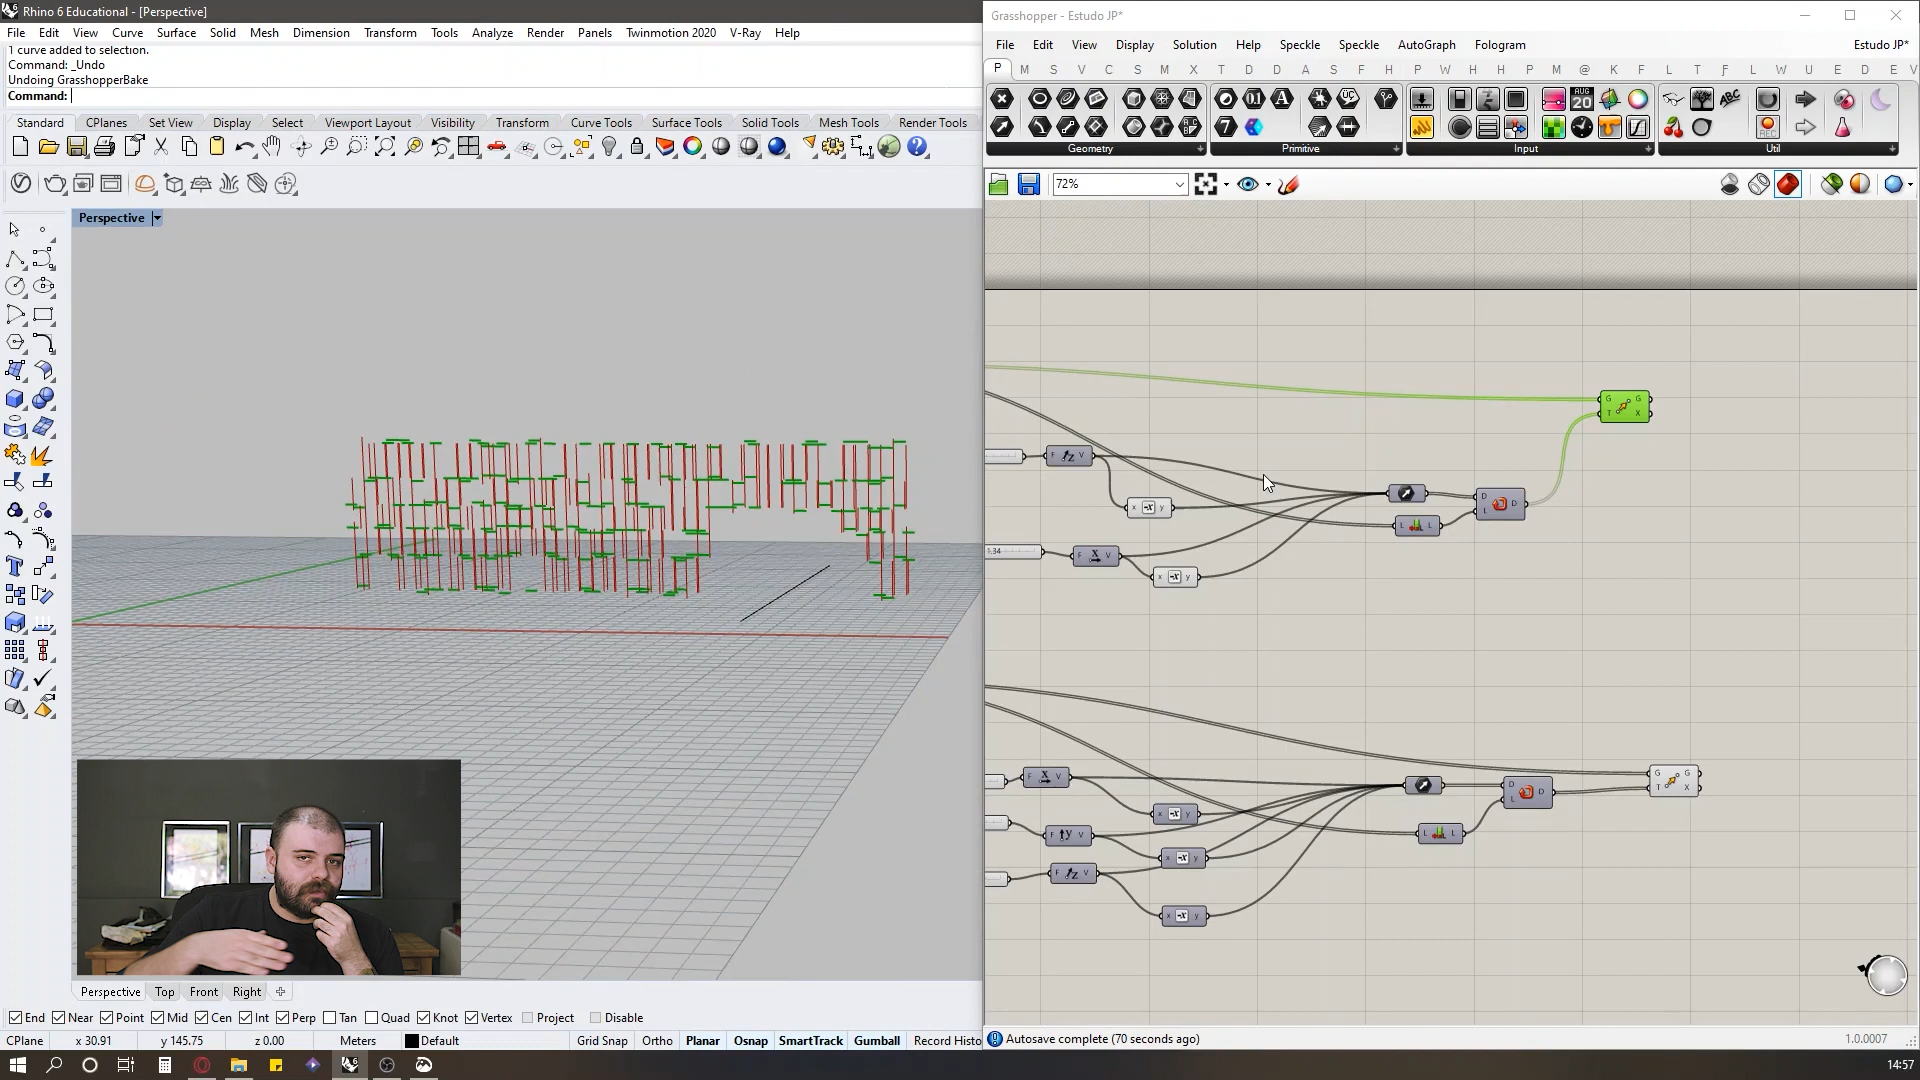 Rhino 6 Educational - [Perspective]
File Edit View Curve Surface Solid Mesh Dimension Transform Tools Analyze Render Panels Twinmotion 2020 V-Ray Help
1 curve added to selection.
Command: _Undo
Undoing GrasshopperBake
Command:
Standard CPlanes Set View Display Select Viewport Layout Visibility Transform Curve Tools Surface Tools Solid Tools Mesh Tools Render Tools
Perspective
Perspective Top Front Right
End Near Point Mid Cen Int Perp Tan Quad Knot Vertex Project Disable
CPlane x 30.91 y 145.75 z 0.00 Meters Default Grid Snap Ortho Planar Osnap SmartTrack Gumball Record Histo
Grasshopper - Estudo JP*
File Edit View Display Solution Help Speckle Speckle AutoGraph Fologram Estudo JP*
P M S V C S M X T D D A S F H P W H H P M @ K F L T F L W U E D E V
Geometry Primitive Input Util
72%
G G
T X
F Z V
x -x y
D D
L
L L
1.34
F X V
x -x y
G G
T X
F X V
D D
L
x -x y
F y V
L L
x -x y
F Z V
x -x y
Autosave complete (70 seconds ago)
1.0.0007
14:57